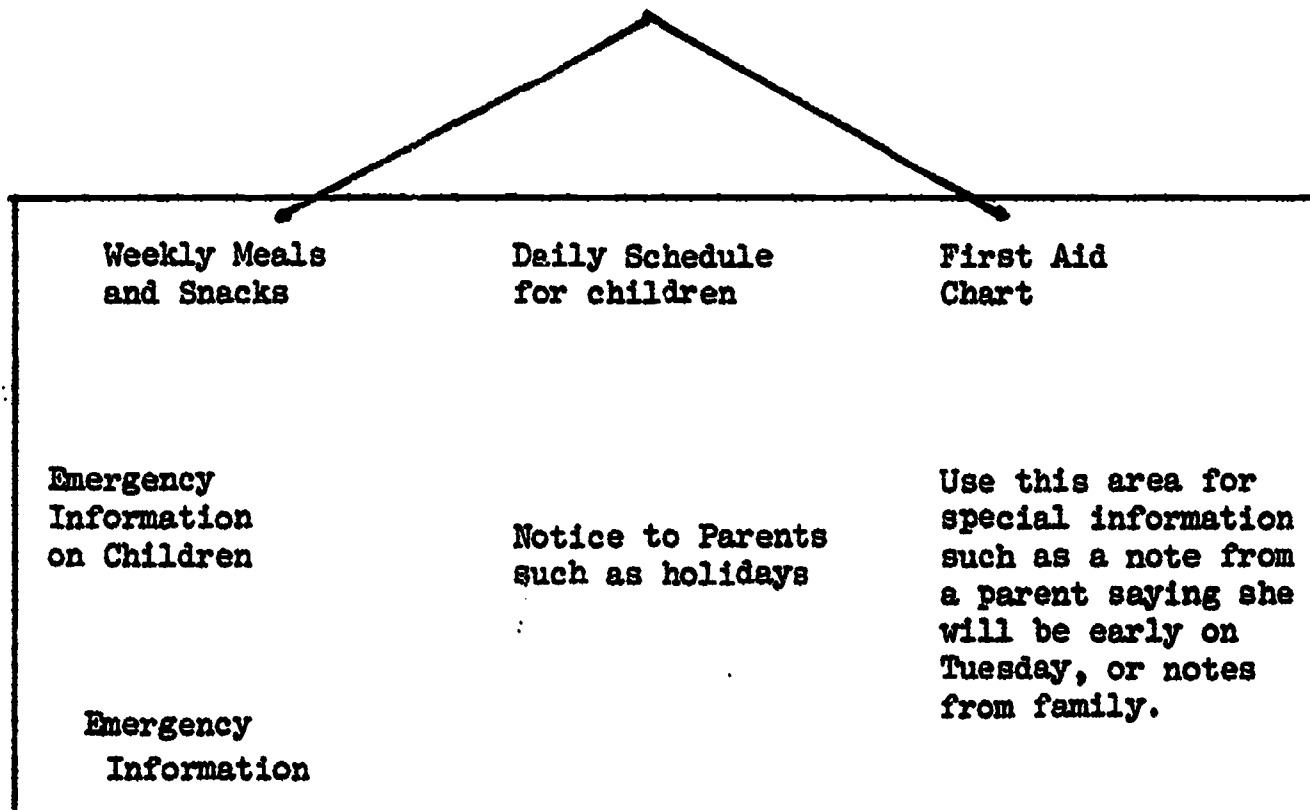 Weekly Meals
and Snacks
Daily Schedule
for children
First Aid
Chart
Emergency
Information
on Children
Notice to Parents
such as holidays
Use this area for
special information
such as a note from
a parent saying she
will be early on
Tuesday, or notes
from family.
Emergency
Information